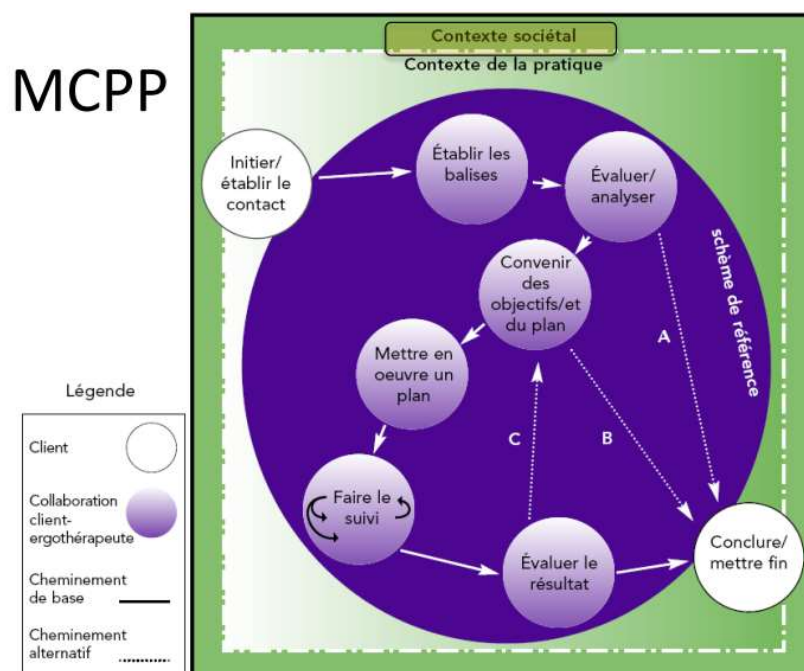 Contexte sociétal
Contexte de la pratique
MCPP
Initier/
établir le
contact
Établir les
balises
Évaluer/
analyser
Convenir
des
objectifs/et
du plan
schème de référence
A
Mettre en
oeuvre un
plan
C
B
Faire le
suivi
Évaluer le
résultat
Conclure/
mettre fin
Légende
Client
Collaboration
client-
ergothérapeute
Cheminement
de base
Cheminement
alternatif